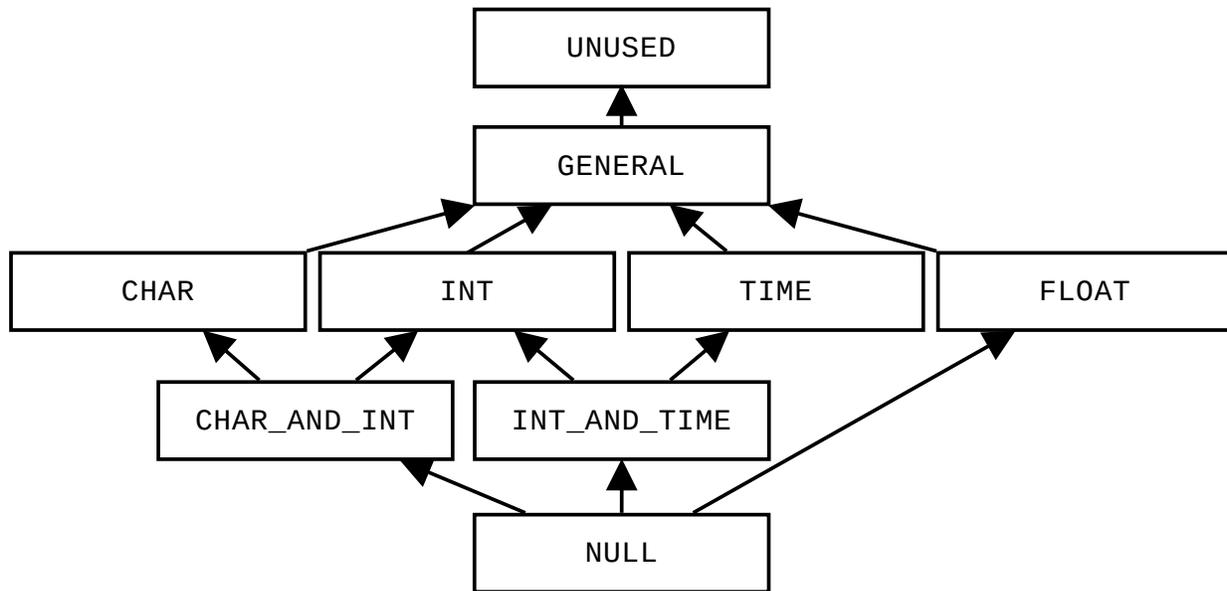 UNUSED
GENERAL
CHAR
INT
TIME
FLOAT
CHAR_AND_INT
INT_AND_TIME
NULL